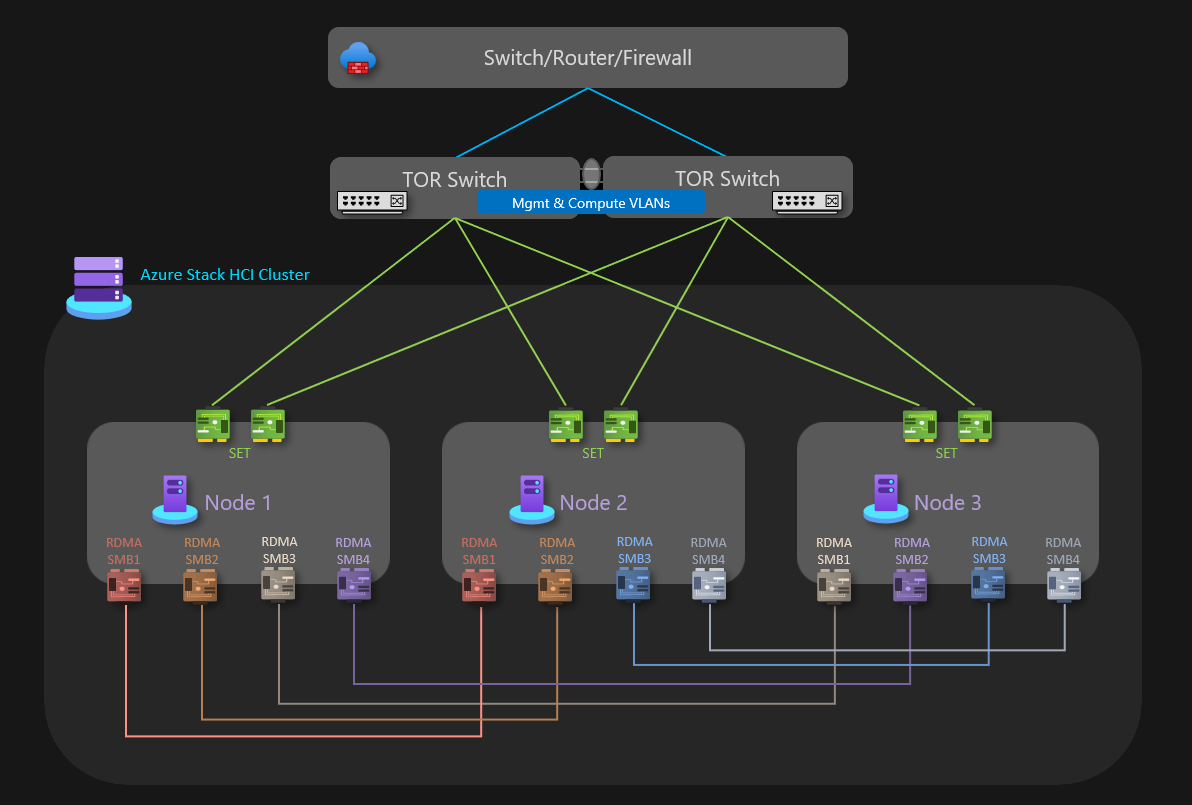 Switch/Router/Firewall
TOR Switch
TOR Switch
Mgmt & Compute VLANs
Azure Stack HCI Cluster
SET
SET
SET
Node 1
Node 2
Node 3
RDMA
SMB1
RDMA
SMB2
RDMA
SMB3
RDMA
SMB4
RDMA
SMB1
RDMA
SMB2
RDMA
SMB3
RDMA
SMB4
RDMA
SMB1
RDMA
SMB2
RDMA
SMB3
RDMA
SMB4